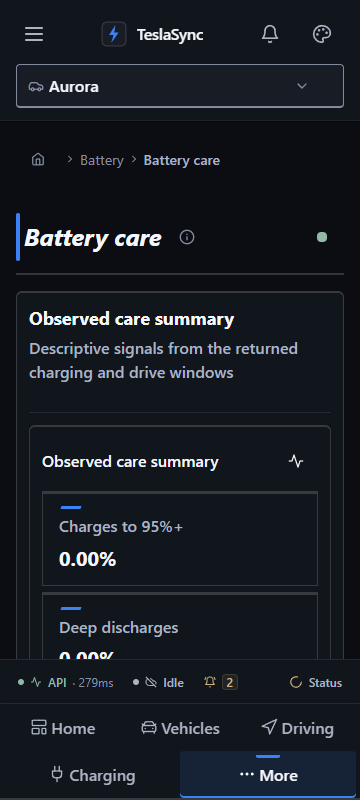 TeslaSync
Aurora
Battery
Battery care
Battery care
Observed care summary
Descriptive signals from the returned
charging and drive windows
Observed care summary
Charges to 95%+
0.00%
Deep discharges
0.00%
API · 279ms
Idle
2
Status
Home
Vehicles
Driving
Charging
More